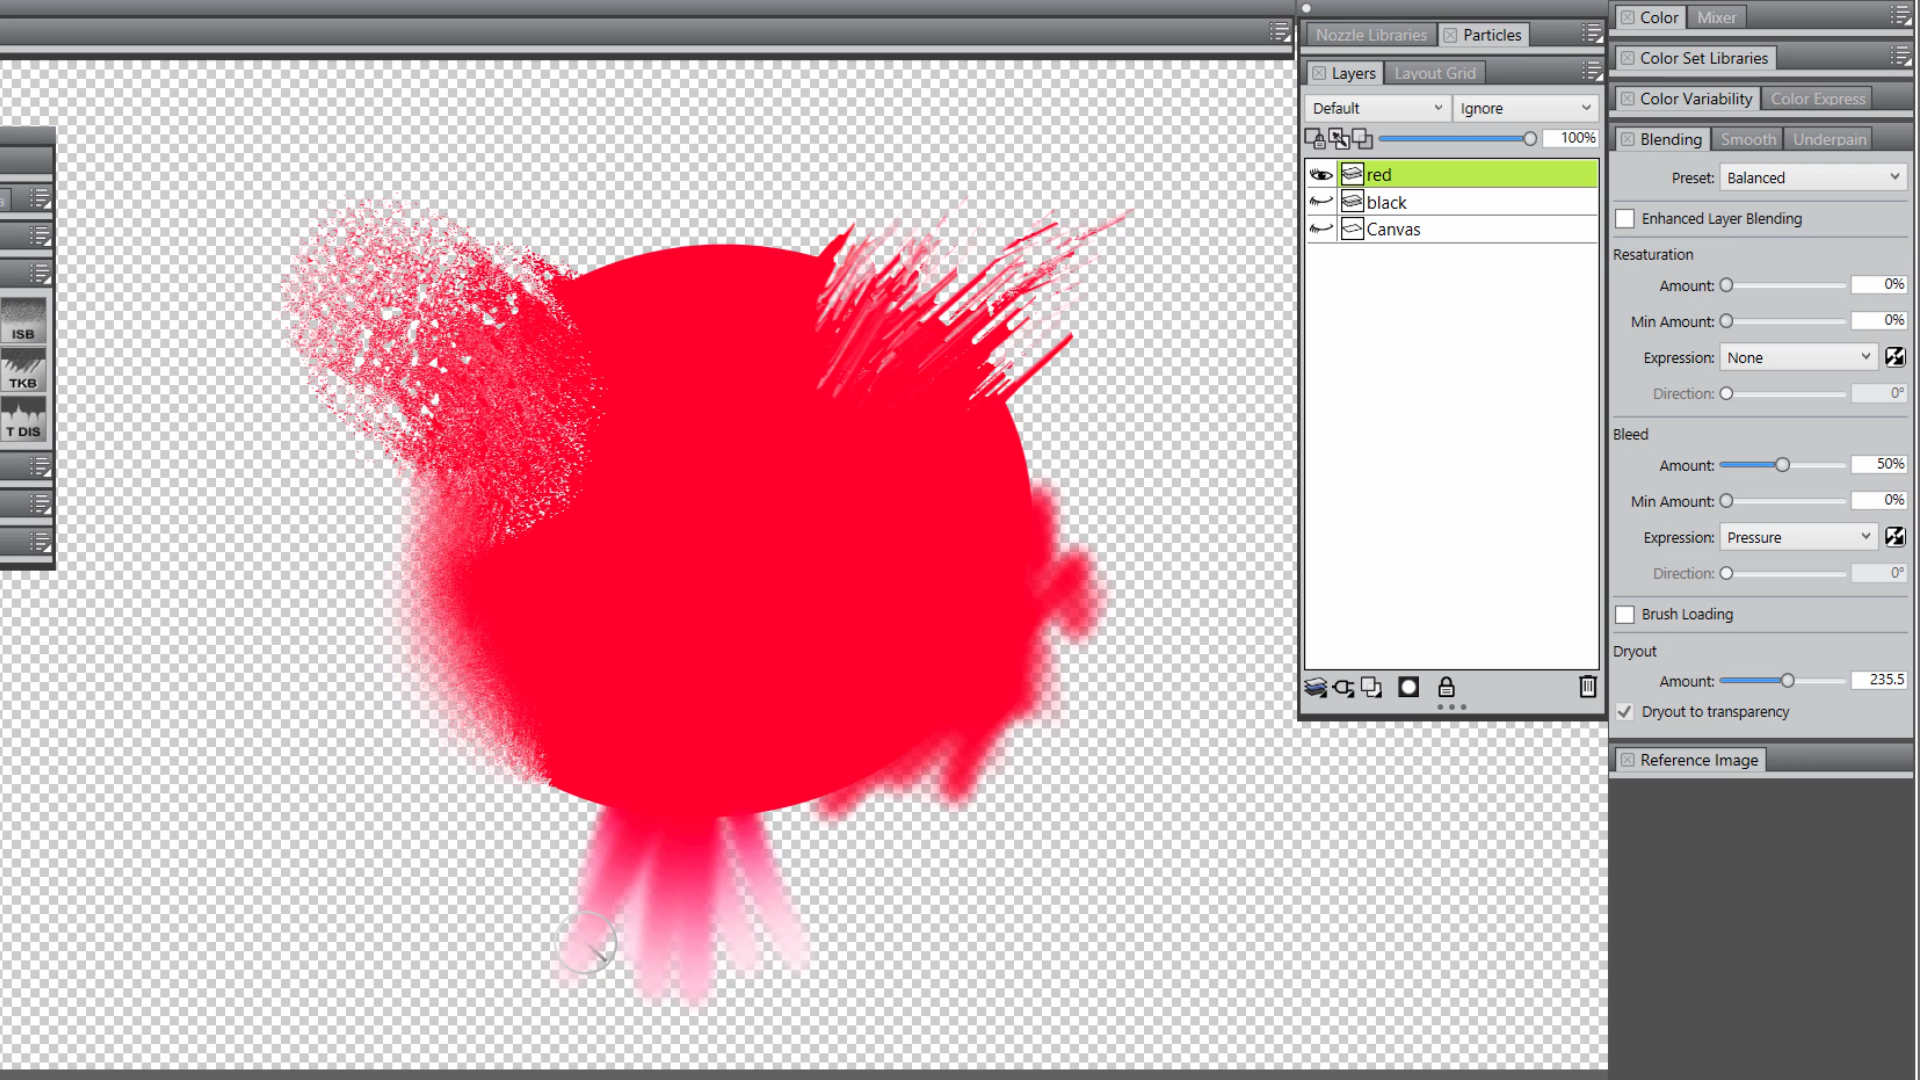 Nozzle Libraries Particles
Layers Layout Grid
Default Ignore
100%
red
black
Canvas
ISB
TKB
T DIS
Color Mixer
Color Set Libraries
Color Variability Color Express
Blending Smooth Underpain
Preset: Balanced
Enhanced Layer Blending
Resaturation
Amount: 0%
Min Amount: 0%
Expression: None
Direction: 0°
Bleed
Amount: 50%
Min Amount: 0%
Expression: Pressure
Direction: 0°
Brush Loading
Dryout
Amount: 235.5
Dryout to transparency
Reference Image